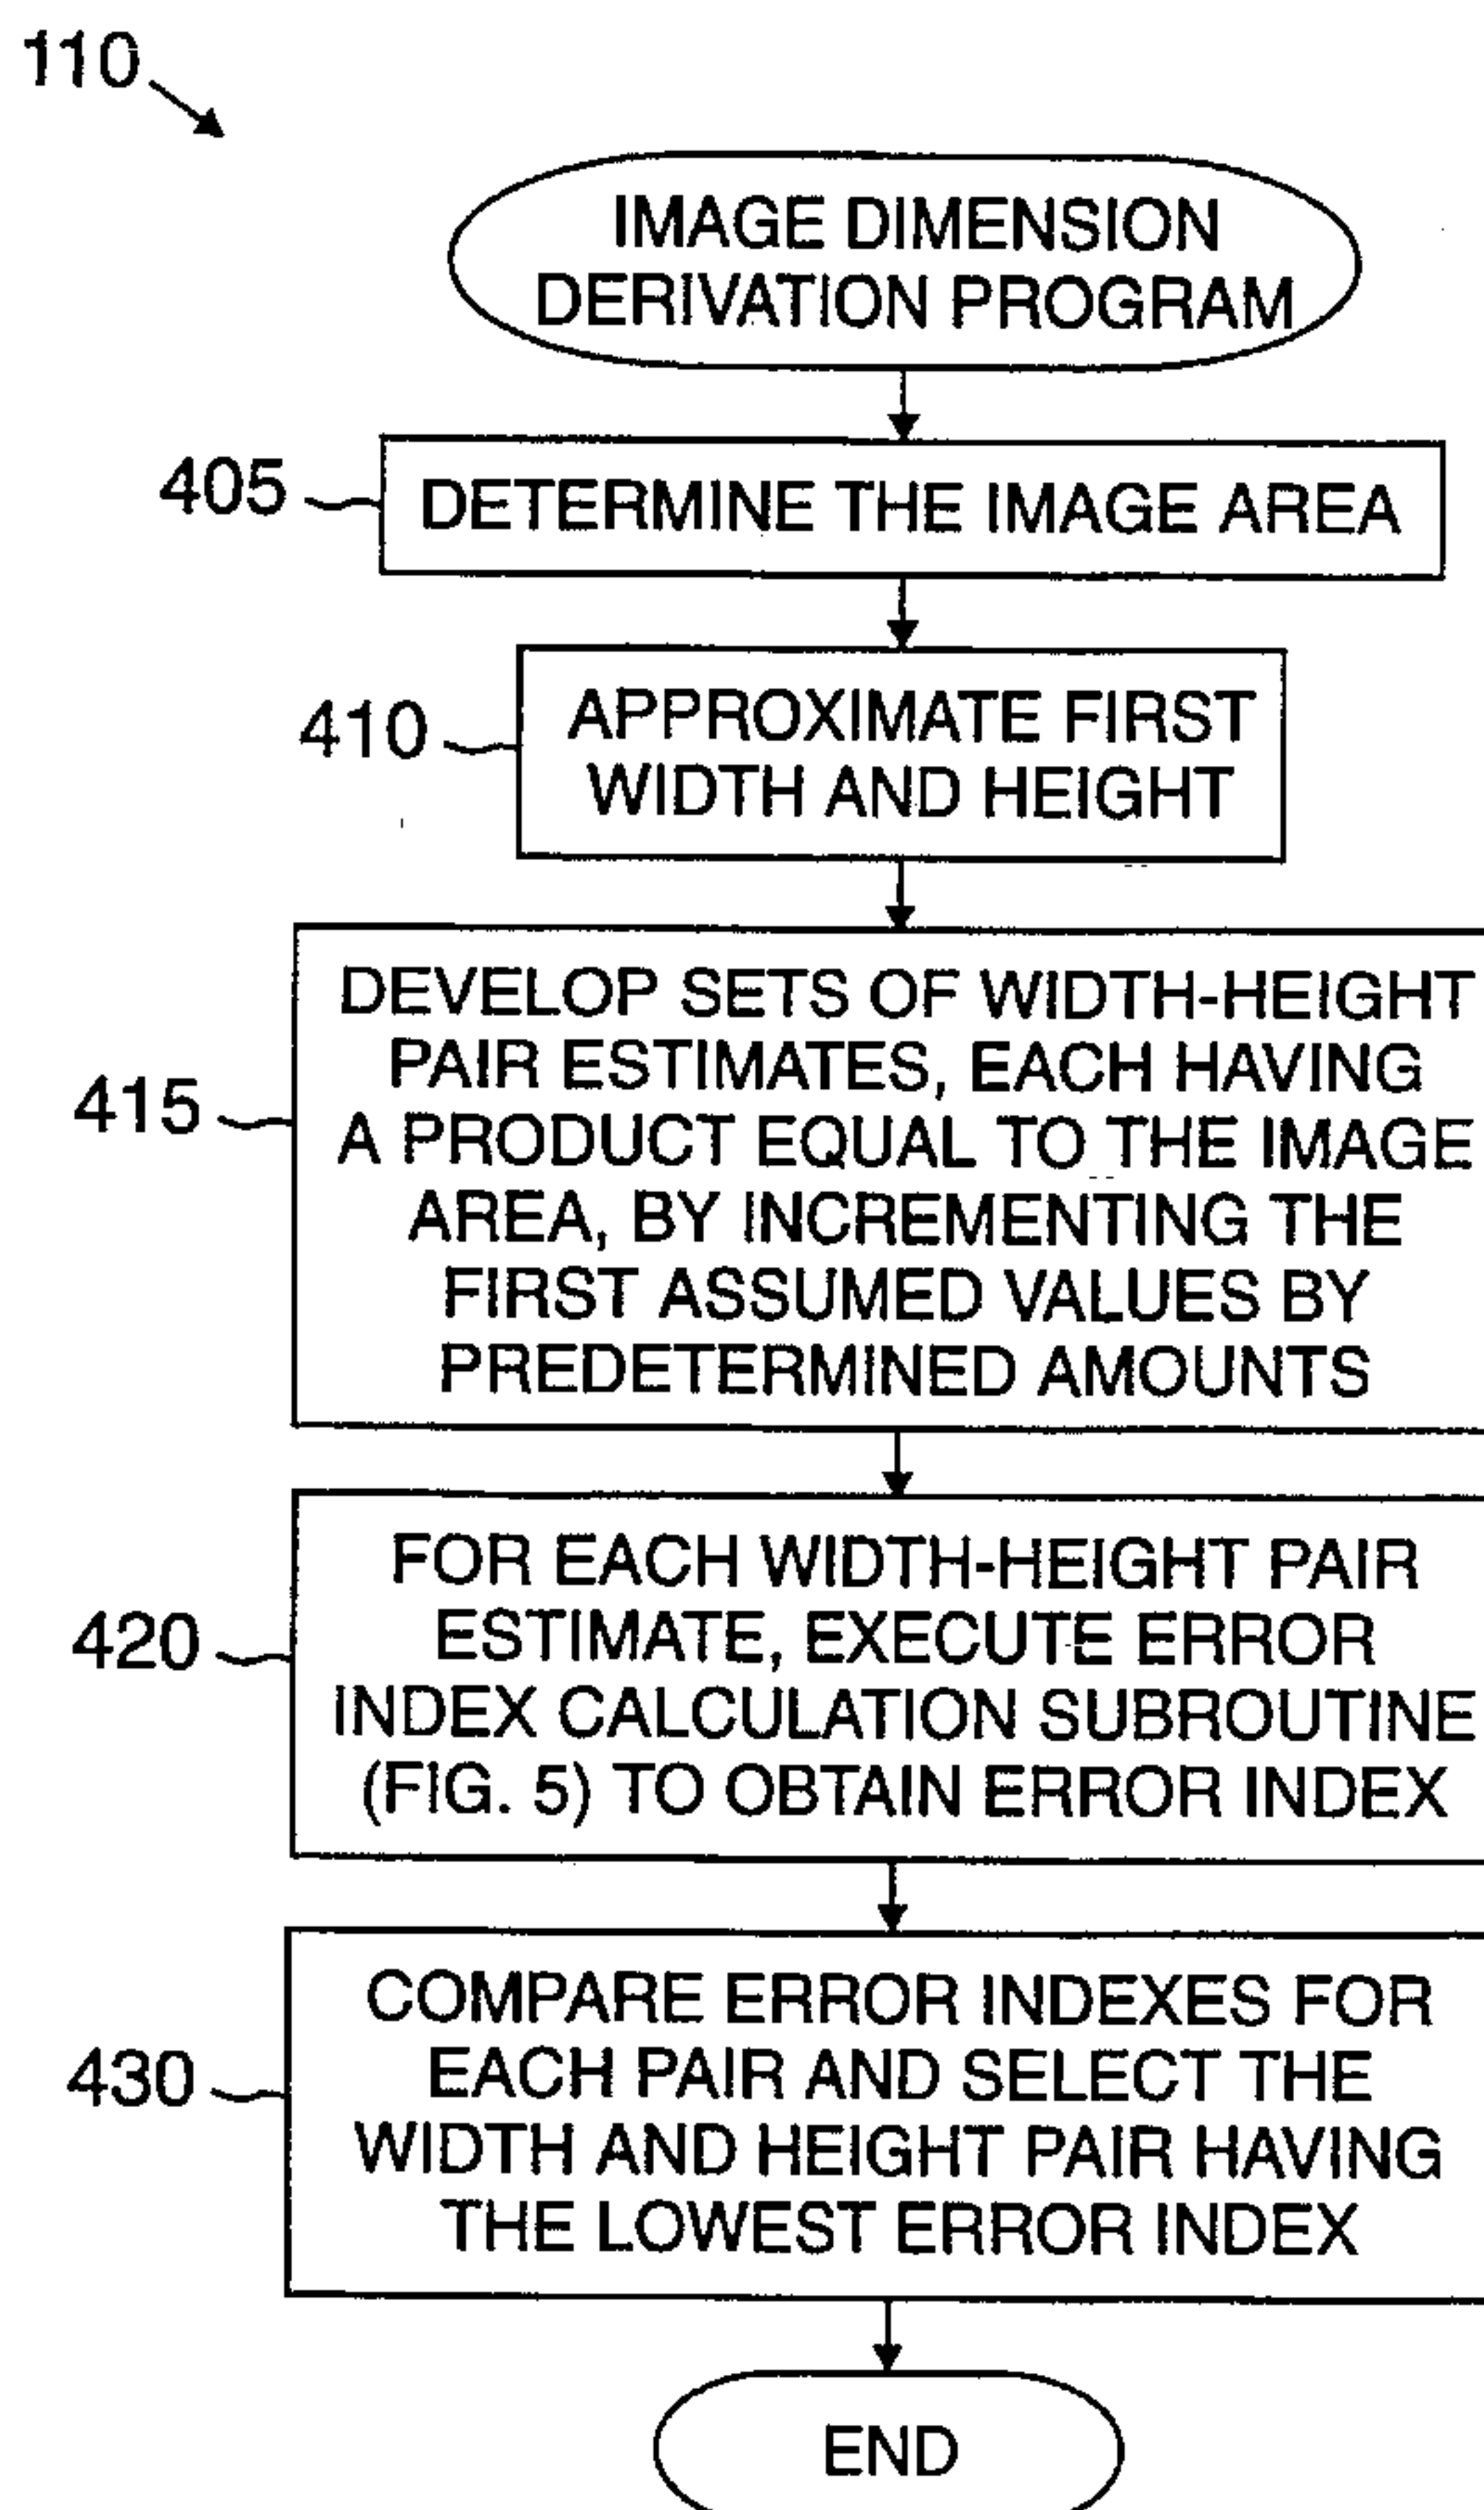 110
IMAGE DIMENSION
DERIVATION PROGRAM
405
DETERMINE THE IMAGE AREA
410
APPROXIMATE FIRST
WIDTH AND HEIGHT
415
DEVELOP SETS OF WIDTH-HEIGHT
PAIR ESTIMATES, EACH HAVING
A PRODUCT EQUAL TO THE IMAGE
AREA, BY INCREMENTING THE
FIRST ASSUMED VALUES BY
PREDETERMINED AMOUNTS
420
FOR EACH WIDTH-HEIGHT PAIR
ESTIMATE, EXECUTE ERROR
INDEX CALCULATION SUBROUTINE
(FIG. 5) TO OBTAIN ERROR INDEX
430
COMPARE ERROR INDEXES FOR
EACH PAIR AND SELECT THE
WIDTH AND HEIGHT PAIR HAVING
THE LOWEST ERROR INDEX
END